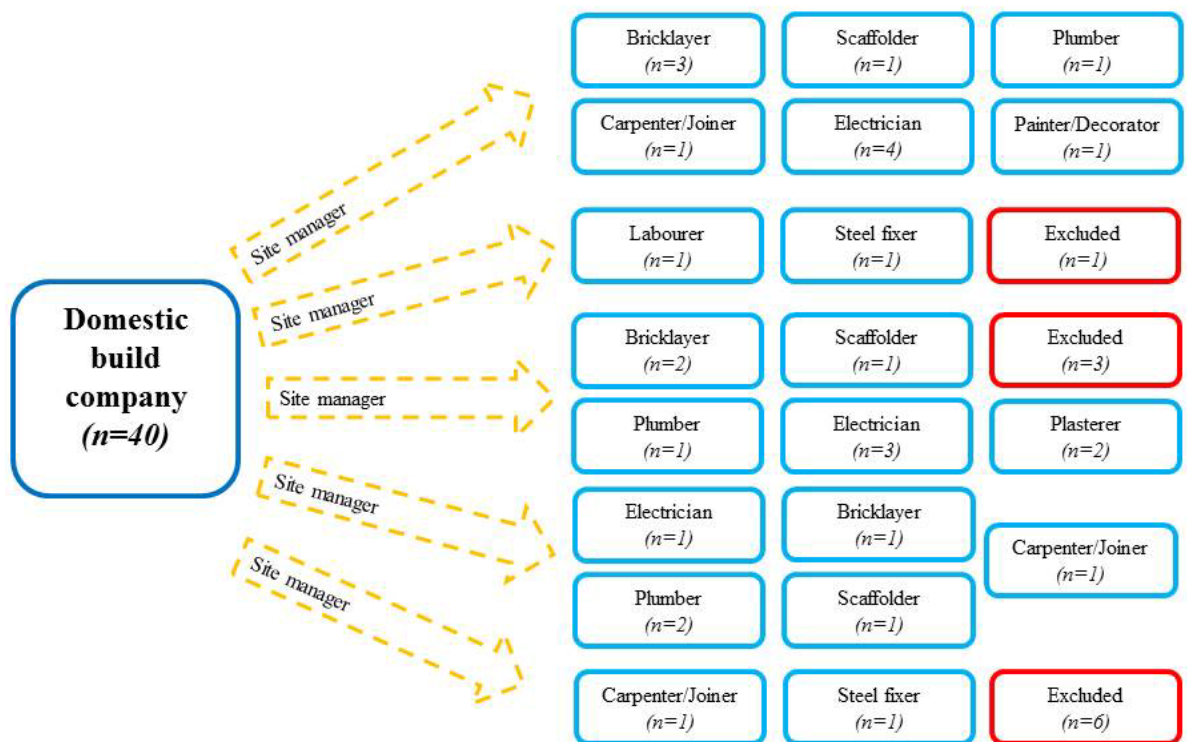 Domestic
build
company
(n=40)
Site manager
Site manager
Site manager
Site manager
Site manager
Bricklayer
(n=3)
Scaffolder
(n=1)
Plumber
(n=1)
Carpenter/Joiner
(n=1)
Electrician
(n=4)
Painter/Decorator
(n=1)
Labourer
(n=1)
Steel fixer
(n=1)
Excluded
(n=1)
Bricklayer
(n=2)
Scaffolder
(n=1)
Excluded
(n=3)
Plumber
(n=1)
Electrician
(n=3)
Plasterer
(n=2)
Electrician
(n=1)
Bricklayer
(n=1)
Carpenter/Joiner
(n=1)
Plumber
(n=2)
Scaffolder
(n=1)
Carpenter/Joiner
(n=1)
Steel fixer
(n=1)
Excluded
(n=6)